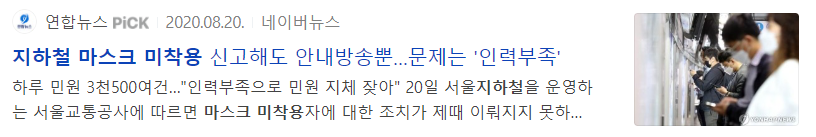 연합뉴스 PiCK 2020.08.20. 네이버뉴스
지하철 마스크 미착용 신고해도 안내방송뿐…문제는 '인력부족'
하루 민원 3천500여건..."인력부족으로 민원 지체 잦아" 20일 서울지하철을 운영하
는 서울교통공사에 따르면 마스크 미착용자에 대한 조치가 제때 이뤄지지 못하...
YONHAPNEWS